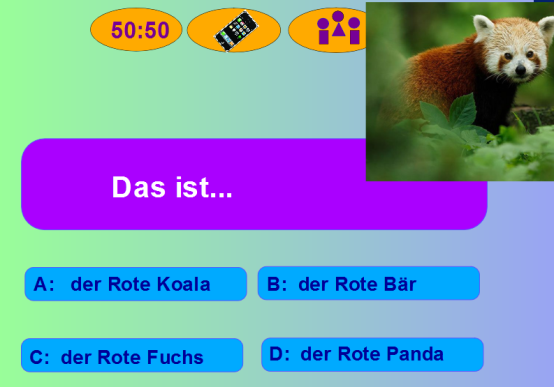 50:50
Das ist...
A: der Rote Koala
B: der Rote Bär
C: der Rote Fuchs
D: der Rote Panda